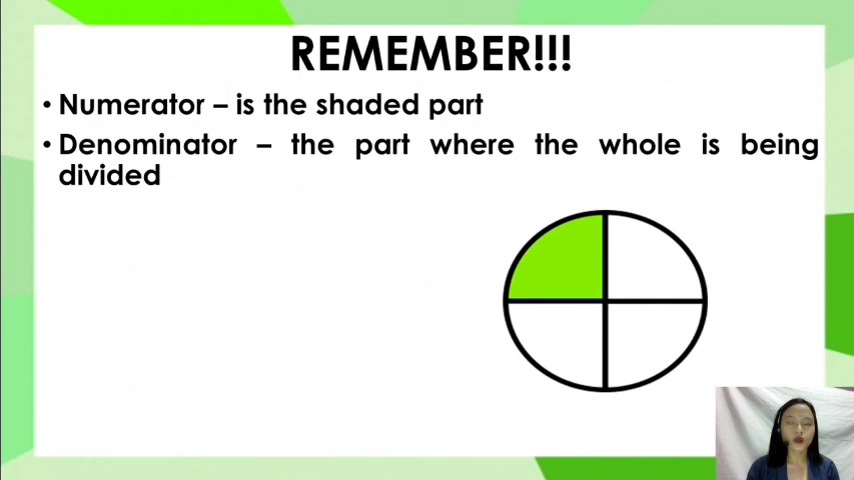 REMEMBER!!!
• Numerator – is the shaded part
• Denominator – the part where the whole is being
divided